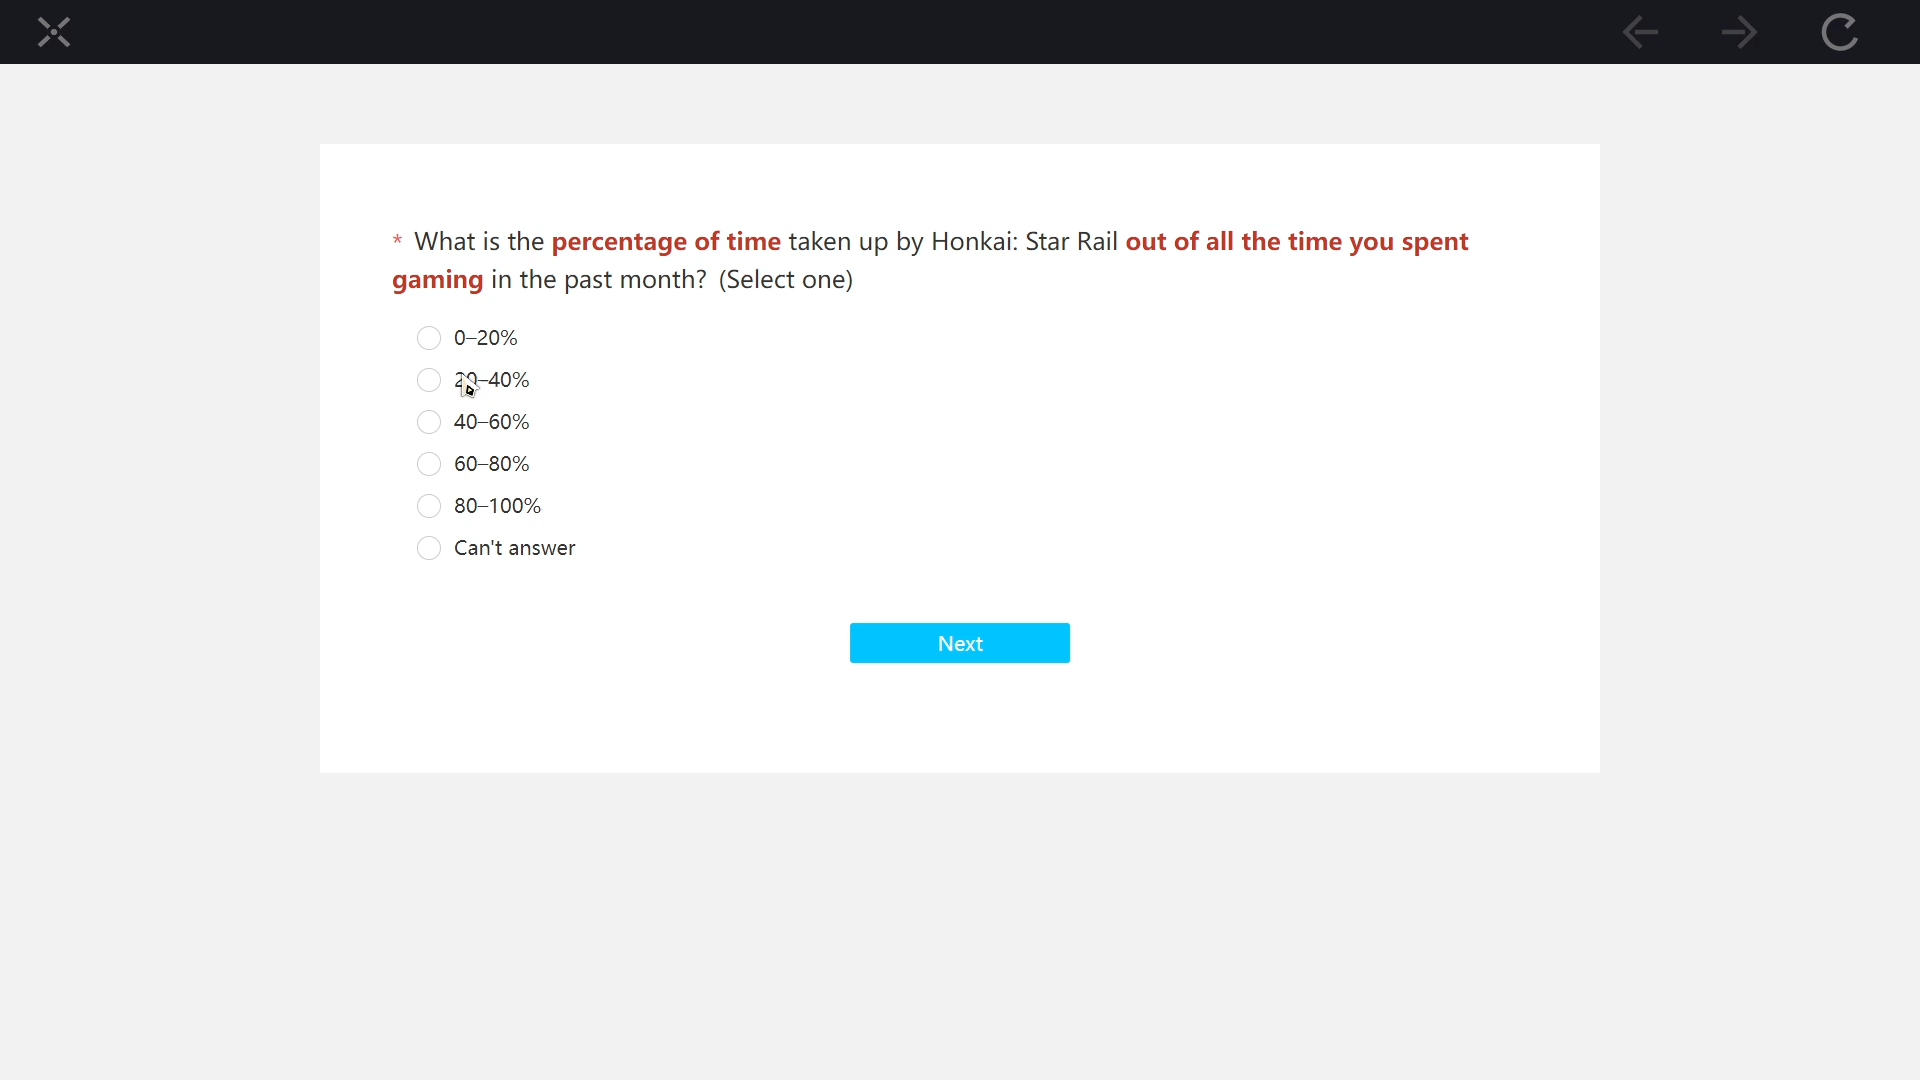 * What is the percentage of time taken up by Honkai: Star Rail out of all the time you spent
gaming in the past month? (Select one)
0–20%
20–40%
40–60%
60–80%
80–100%
Can't answer
Next